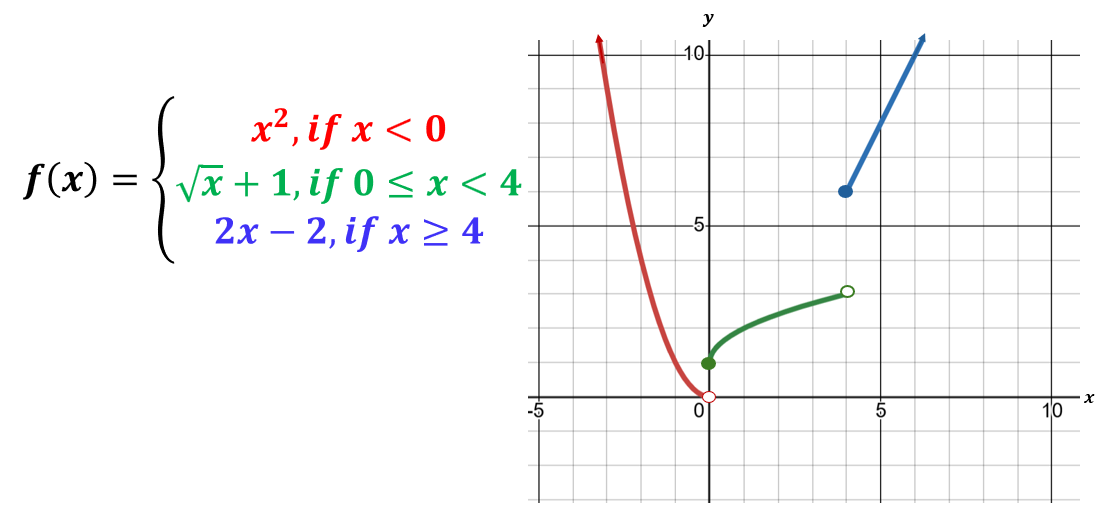 f(x) =
x², if x < 0
√x + 1, if 0 ≤ x < 4
2x − 2, if x ≥ 4
y
10
5
-5 0 5 10 x